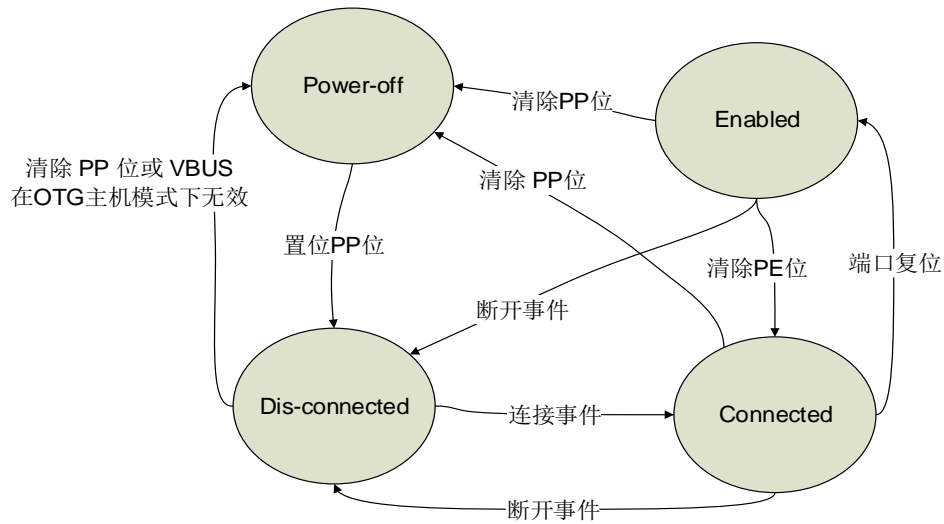 Power-off
Enabled
清除PP位
清除 PP 位或 VBUS
在OTG主机模式下无效
清除 PP位
置位PP位
清除PE位
端口复位
断开事件
Dis-connected
连接事件
Connected
断开事件